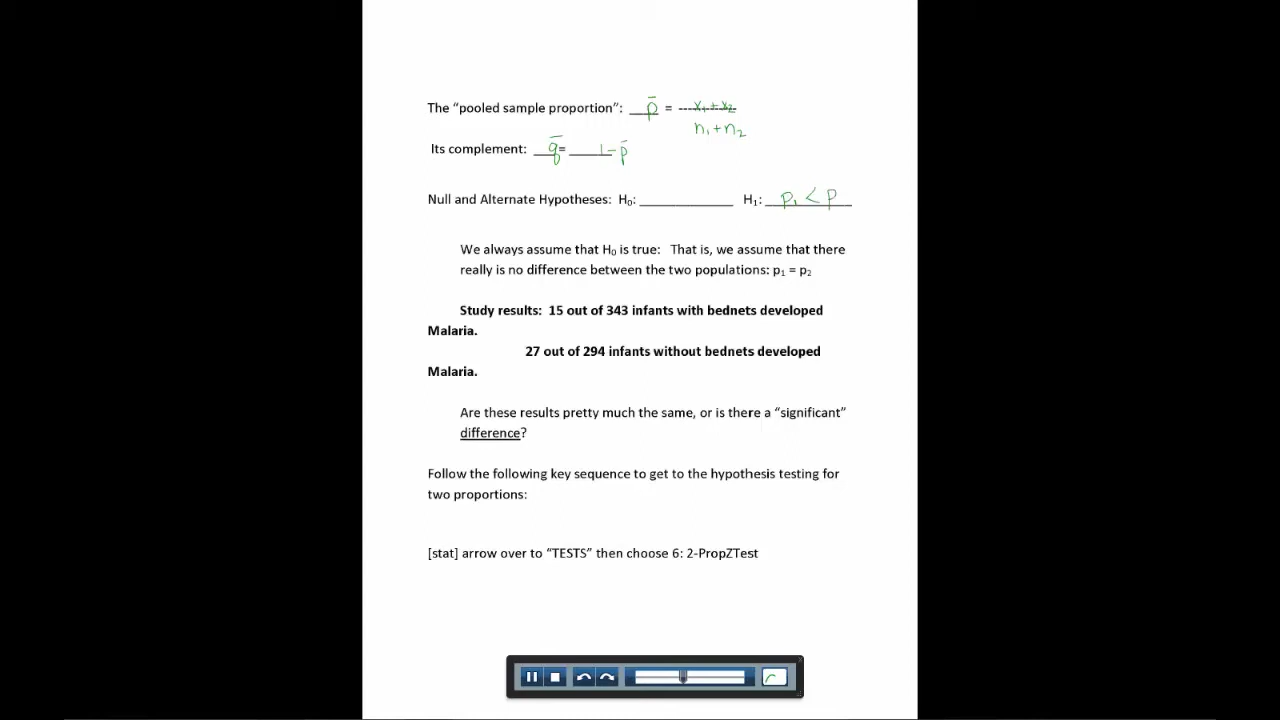 The “pooled sample proportion”: ____p̄ = x₁ + x₂
n₁ + n₂
Its complement: ___q̄= ______1 - p̄
Null and Alternate Hypotheses: H₀: _____________ H₁: p₁ < p
We always assume that H₀ is true: That is, we assume that there
really is no difference between the two populations: p₁ = p₂
Study results: 15 out of 343 infants with bednets developed
Malaria.
27 out of 294 infants without bednets developed
Malaria.
Are these results pretty much the same, or is there a “significant”
difference?
Follow the following key sequence to get to the hypothesis testing for
two proportions:
[stat] arrow over to “TESTS” then choose 6: 2-PropZTest